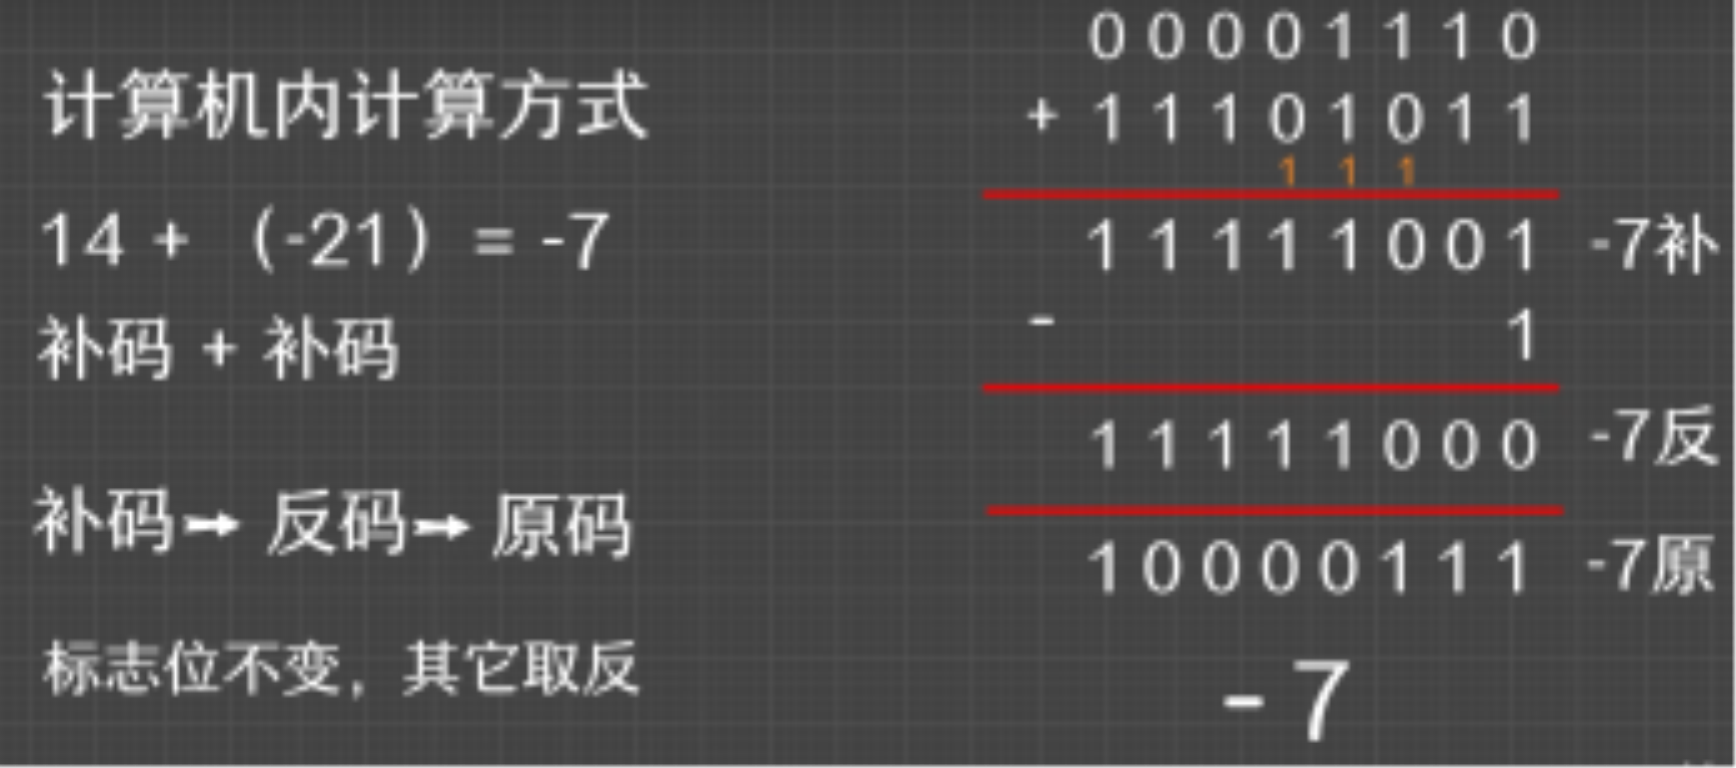 计算机内计算方式
14 + （-21）= -7
补码 + 补码
补码→ 反码→ 原码
标志位不变，其它取反
0 0 0 0 1 1 1 0
+ 1 1 1 0 1 0 1 1
1 1 1
1 1 1 1 1 0 0 1 -7补
- 1
1 1 1 1 1 0 0 0 -7反
1 0 0 0 0 1 1 1 -7原
-7